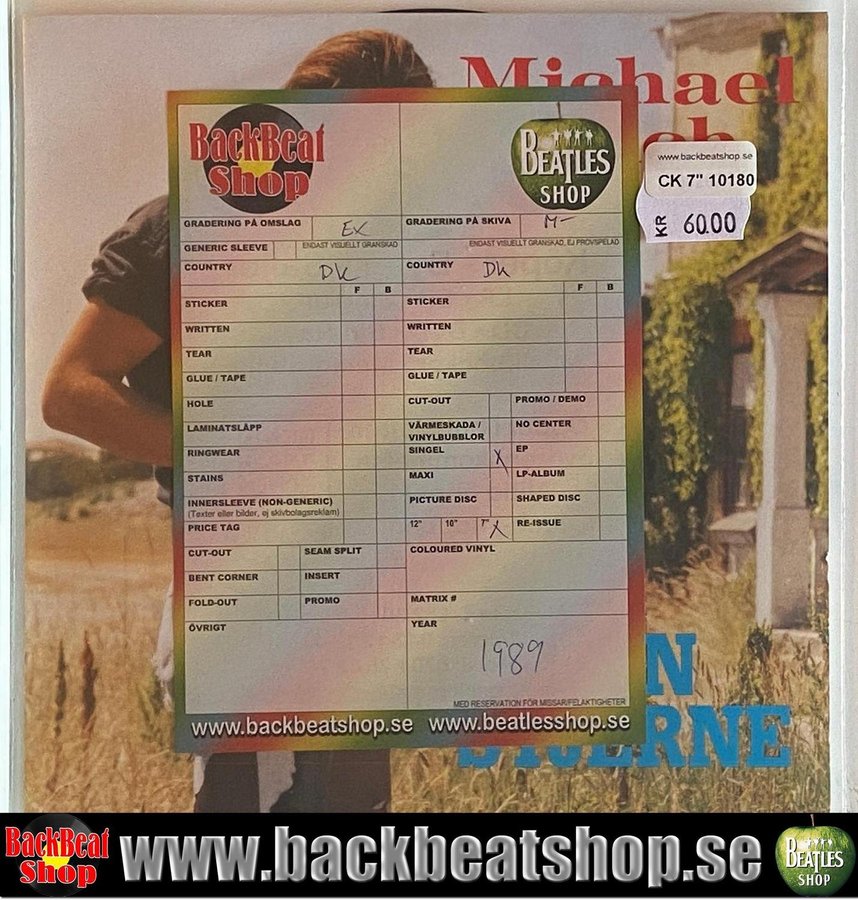 Michael
BackBeat
Shop
BEATLES
SHOP
www.backbeatshop.se
CK 7" 10180
KR 60.00
GRADERING PÅ OMSLAG EX
GRADERING PÅ SKIVA M-
GENERIC SLEEVE ENDAST VISUELLT GRANSKAD
ENDAST VISUELLT GRANSKAD, EJ PROVSPELAD
COUNTRY DK
COUNTRY DK
F B
F B
STICKER
STICKER
WRITTEN
WRITTEN
TEAR
TEAR
GLUE / TAPE
GLUE / TAPE
HOLE
CUT-OUT PROMO / DEMO
LAMINATSLÄPP
VÄRMESKADA /
VINYLBUBBLOR NO CENTER
RINGWEAR
SINGEL X EP
STAINS
MAXI LP-ALBUM
INNERSLEEVE (NON-GENERIC)
(Texter eller bilder, ej skivbolagsreklam)
PICTURE DISC SHAPED DISC
PRICE TAG
12" 10" 7" X RE-ISSUE
CUT-OUT SEAM SPLIT
COLOURED VINYL
BENT CORNER INSERT
FOLD-OUT PROMO
MATRIX #
ÖVRIGT
YEAR
1989
MED RESERVATION FÖR MISSAR/FELAKTIGHETER
www.backbeatshop.se www.beatlesshop.se
BackBeat
Shop
www.backbeatshop.se
BEATLES
SHOP